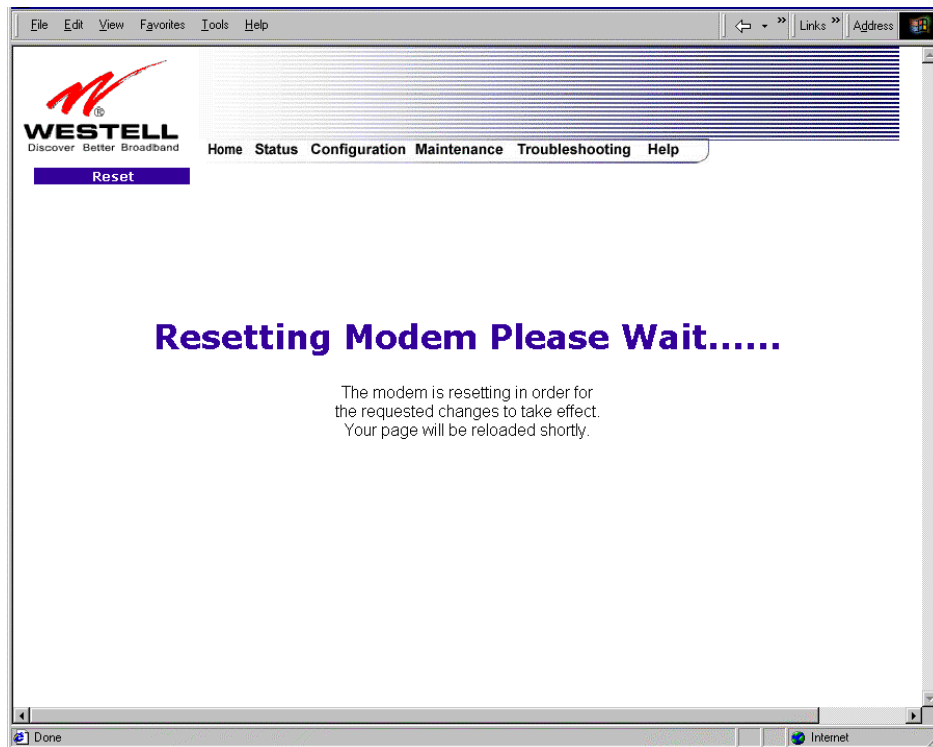 File Edit View Favorites Tools Help
» Links » Address
®
WESTELL
Discover Better Broadband
Home Status Configuration Maintenance Troubleshooting Help
Reset
Resetting Modem Please Wait......
The modem is resetting in order for
the requested changes to take effect.
Your page will be reloaded shortly.
Done
Internet